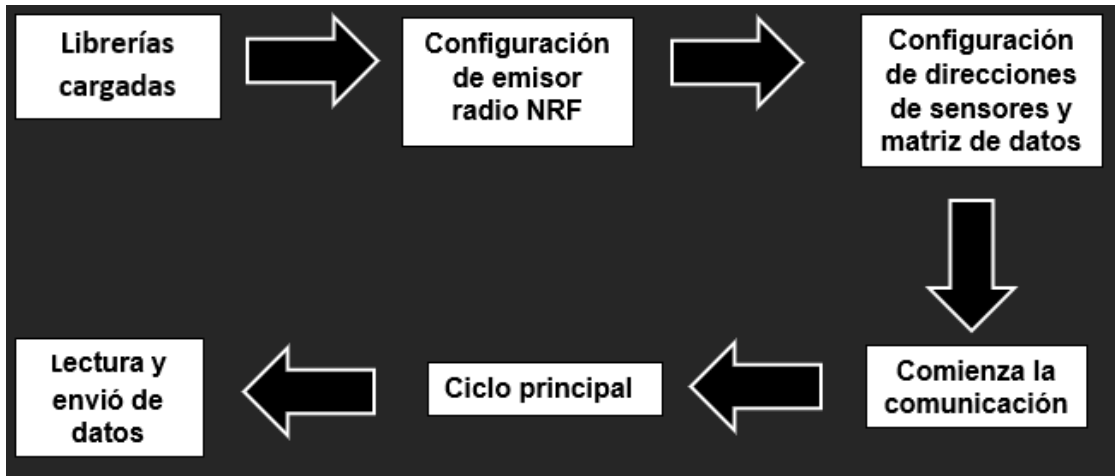 Librerías
cargadas
Configuración
de emisor
radio NRF
Configuración
de direcciones
de sensores y
matriz de datos
Comienza la
comunicación
Ciclo principal
Lectura y
envió de
datos